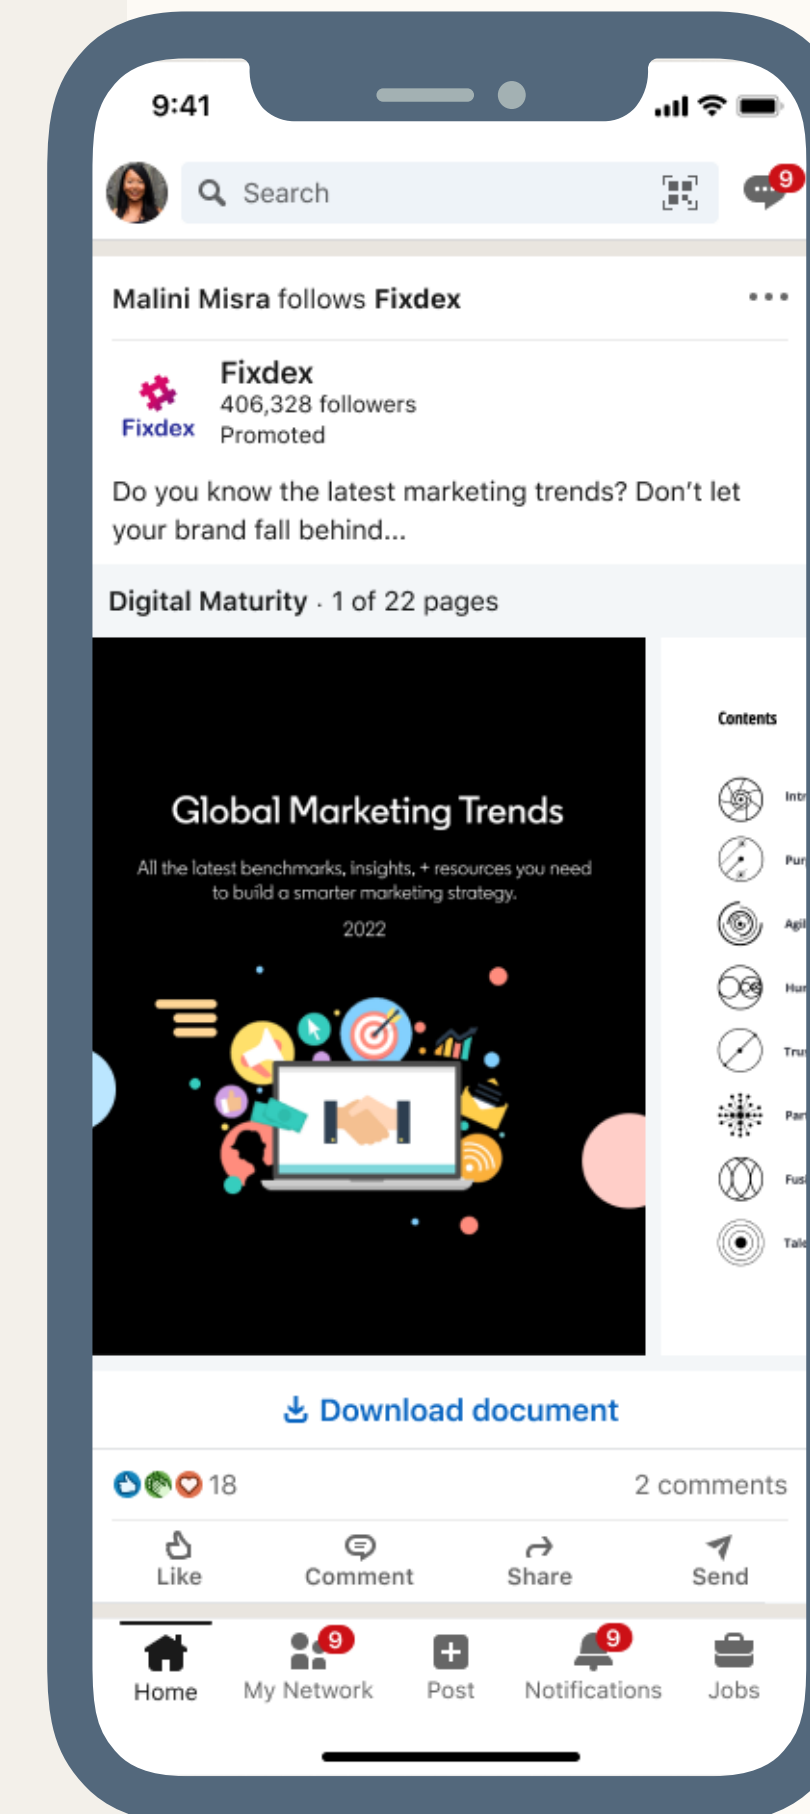 9:41
Search
9
Malini Misra follows Fixdex
Fixdex
Fixdex
406,328 followers
Promoted
Do you know the latest marketing trends? Don’t let
your brand fall behind...
Digital Maturity · 1 of 22 pages
Global Marketing Trends
All the latest benchmarks, insights, + resources you need
to build a smarter marketing strategy.
2022
Contents
Download document
18
2 comments
Like
Comment
Share
Send
9
9
Home
My Network
Post
Notifications
Jobs